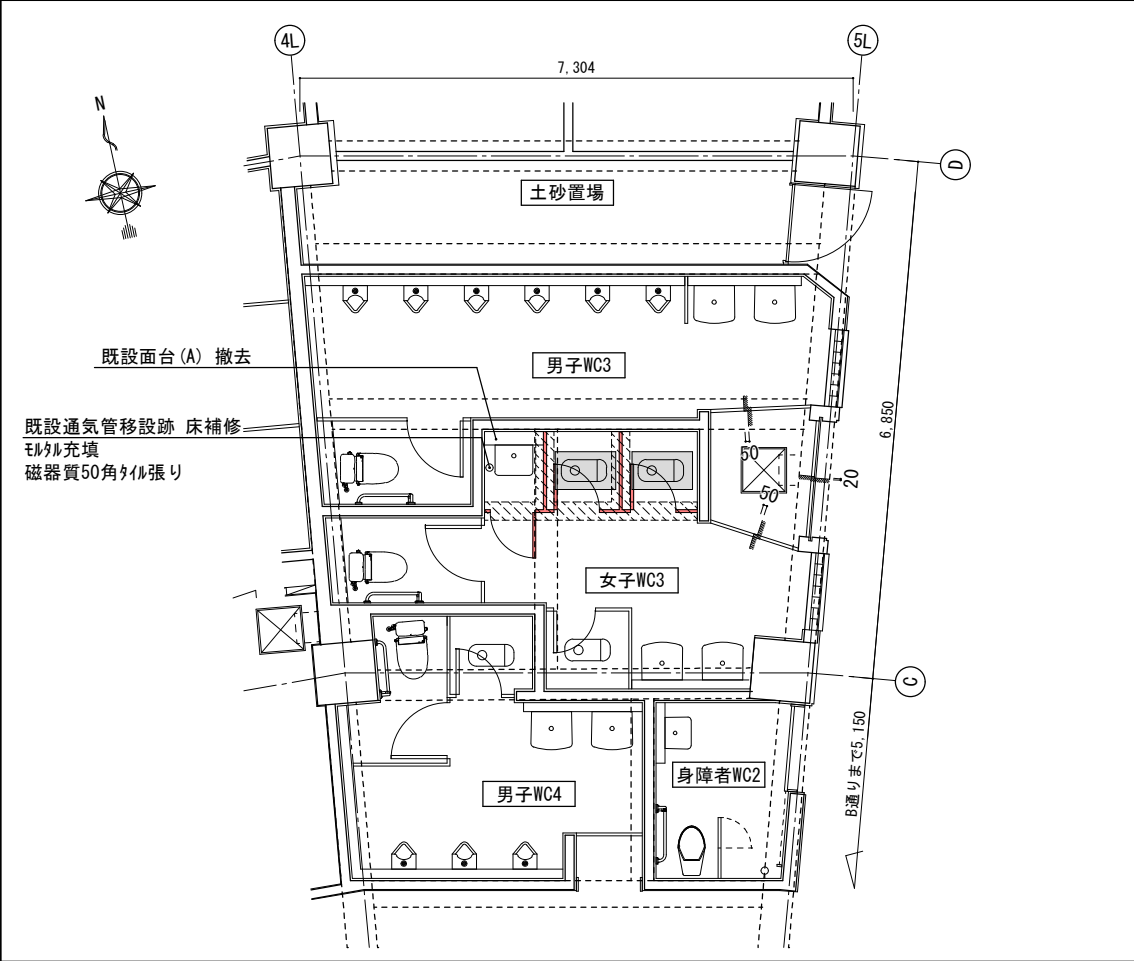 4L
5L
7,304
N
D
土砂置場
既設面台(A) 撤去
男子WC3
6,850
既設通気管移設跡 床補修
ﾓﾙﾀﾙ充填
磁器質50角ﾀｲﾙ張り
50
20
50
女子WC3
C
身障者WC2
B通りまで5,150
男子WC4